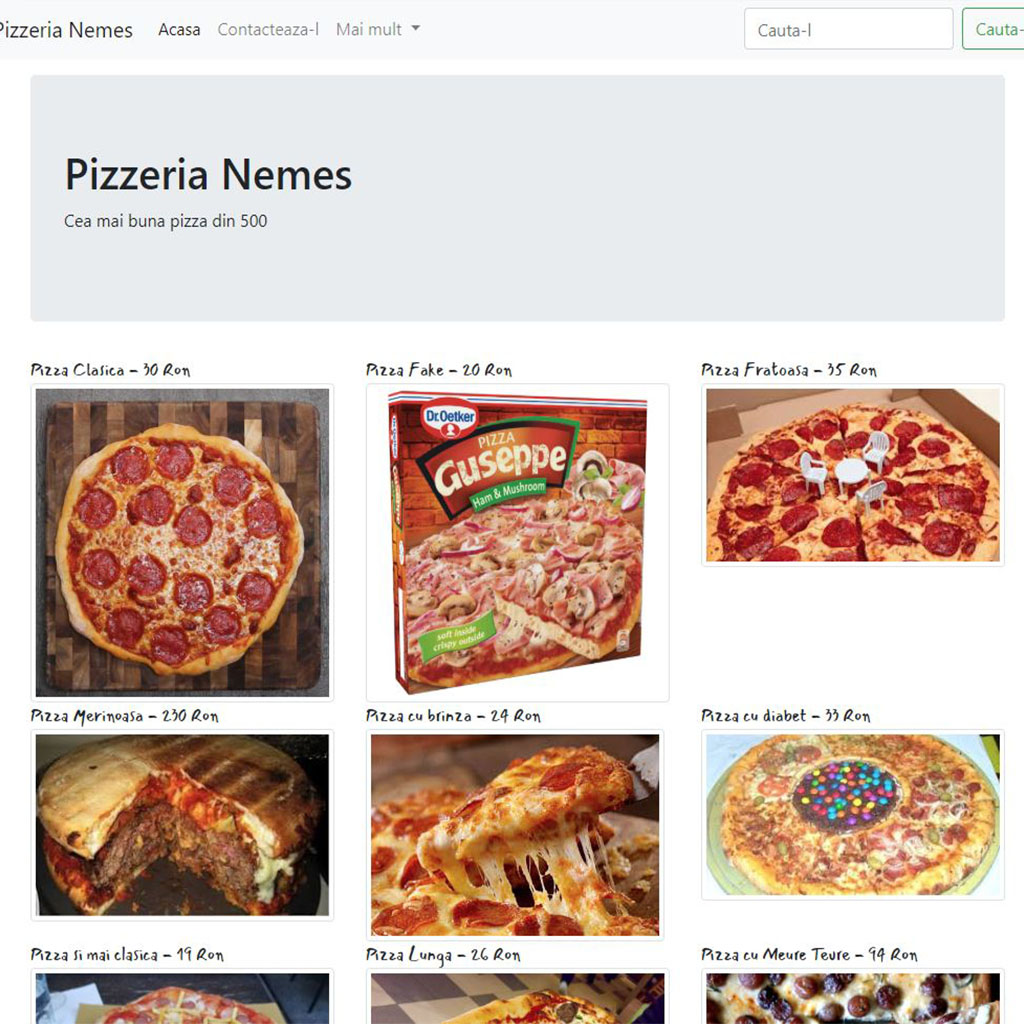 Pizzeria Nemes Acasa Contacteaza-l Mai mult Cauta-l Cauta-
Pizzeria Nemes
Cea mai buna pizza din 500
Pizza Clasica - 30 Ron
Pizza Fake - 20 Ron
Pizza Fratoasa - 35 Ron
Dr. Oetker
PIZZA
Guseppe
Ham & Mushroom
soft inside
crispy outside
Pizza Merinoasa - 230 Ron
Pizza cu brinza - 24 Ron
Pizza cu diabet - 33 Ron
Pizza si mai clasica - 19 Ron
Pizza Lunga - 26 Ron
Pizza cu Meure Teure - 94 Ron